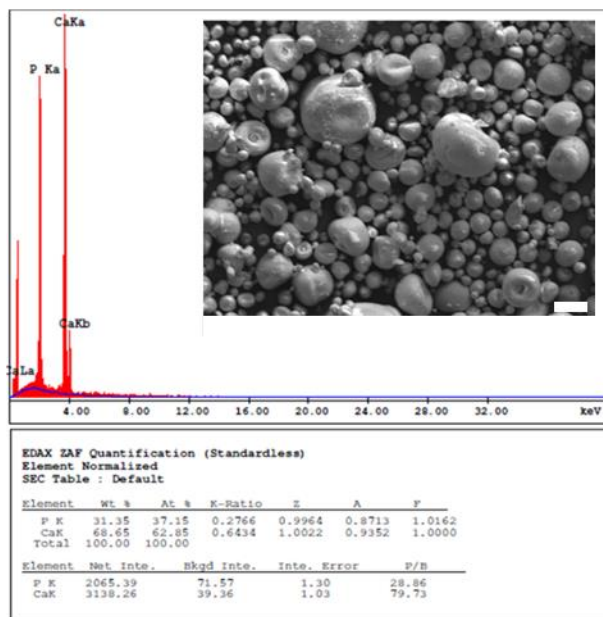 CaKa
P Ka
CaKb
CaLa
4.00 8.00 12.00 16.00 20.00 24.00 28.00 32.00 keV
EDAX ZAF Quantification (Standardless)
Element Normalized
SEC Table : Default
Element Wt % At % K-Ratio Z A F
P K 31.35 37.15 0.2766 0.9964 0.8713 1.0162
CaK 68.65 62.85 0.6434 1.0022 0.9352 1.0000
Total 100.00 100.00
Element Net Inte. Bkgd Inte. Inte. Error P/B
P K 2065.39 71.57 1.30 28.86
CaK 3138.26 39.36 1.03 79.73